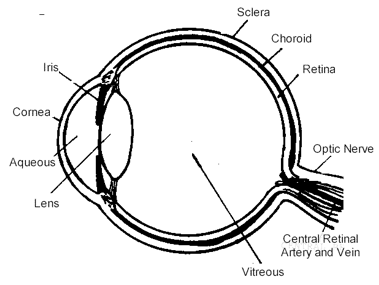 Sclera
Choroid
Iris
Retina
Cornea
Optic Nerve
Aqueous
Lens
Central Retinal
Artery and Vein
Vitreous